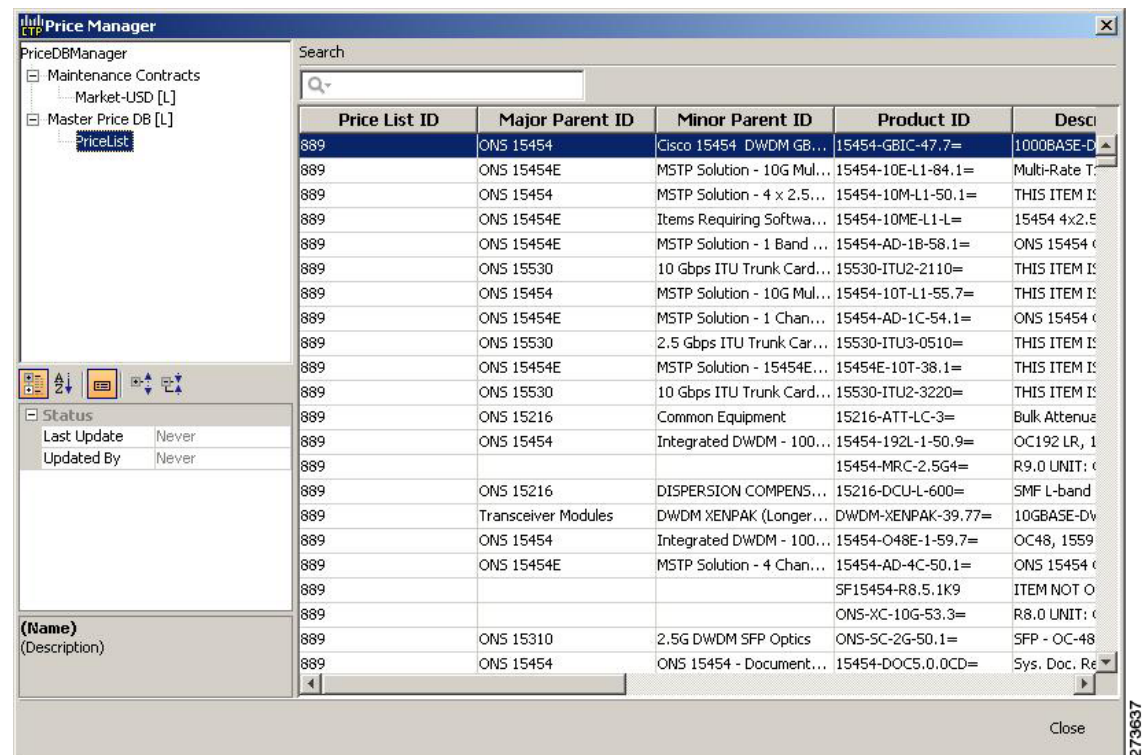 CTP Price Manager
PriceDBManager
Maintenance Contracts
Market-USD [L]
Master Price DB [L]
PriceList
Status
Last Update Never
Updated By Never
(Name)
(Description)
Search
Price List ID Major Parent ID Minor Parent ID Product ID Descr
889 ONS 15454 Cisco 15454 DWDM GB... 15454-GBIC-47.7= 1000BASE-D
889 ONS 15454E MSTP Solution - 10G Mul... 15454-10E-L1-84.1= Multi-Rate T
889 ONS 15454 MSTP Solution - 4 x 2.5... 15454-10M-L1-50.1= THIS ITEM IS
889 ONS 15454E Items Requiring Softwa... 15454-10ME-L1-L= 15454 4x2.5
889 ONS 15454E MSTP Solution - 1 Band ... 15454-AD-1B-58.1= ONS 15454
889 ONS 15530 10 Gbps ITU Trunk Card... 15530-ITU2-2110= THIS ITEM IS
889 ONS 15454 MSTP Solution - 10G Mul... 15454-10T-L1-55.7= THIS ITEM IS
889 ONS 15454E MSTP Solution - 1 Chan... 15454-AD-1C-54.1= ONS 15454
889 ONS 15530 2.5 Gbps ITU Trunk Car... 15530-ITU3-0510= THIS ITEM IS
889 ONS 15454E MSTP Solution - 15454E... 15454E-10T-38.1= THIS ITEM IS
889 ONS 15530 10 Gbps ITU Trunk Card... 15530-ITU2-3220= THIS ITEM IS
889 ONS 15216 Common Equipment 15216-ATT-LC-3= Bulk Attenua
889 ONS 15454 Integrated DWDM - 100... 15454-192L-1-50.9= OC192 LR, 1
889 15454-MRC-2.5G4= R9.0 UNIT:
889 ONS 15216 DISPERSION COMPENS... 15216-DCU-L-600= SMF L-band
889 Transceiver Modules DWDM XENPAK (Longer... DWDM-XENPAK-39.77= 10GBASE-DW
889 ONS 15454 Integrated DWDM - 100... 15454-O48E-1-59.7= OC48, 1559
889 ONS 15454E MSTP Solution - 4 Chan... 15454-AD-4C-50.1= ONS 15454
889 SF15454-R8.5.1K9 ITEM NOT O
889 ONS-XC-10G-53.3= R8.0 UNIT:
889 ONS 15310 2.5G DWDM SFP Optics ONS-SC-2G-50.1= SFP - OC-48
889 ONS 15454 ONS 15454 - Document... 15454-DOC5.0.0CD= Sys. Doc. Re
Close
273637